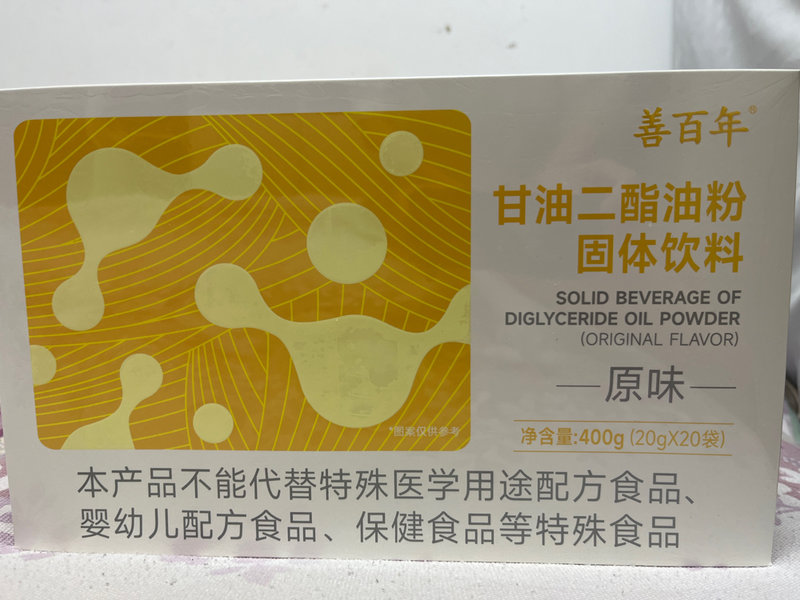 善百年®
甘油二酯油粉
固体饮料
SOLID BEVERAGE OF
DIGLYCERIDE OIL POWDER
(ORIGINAL FLAVOR)
原味
净含量:400g (20gX20袋)
*图案仅供参考
本产品不能代替特殊医学用途配方食品、
婴幼儿配方食品、保健食品等特殊食品